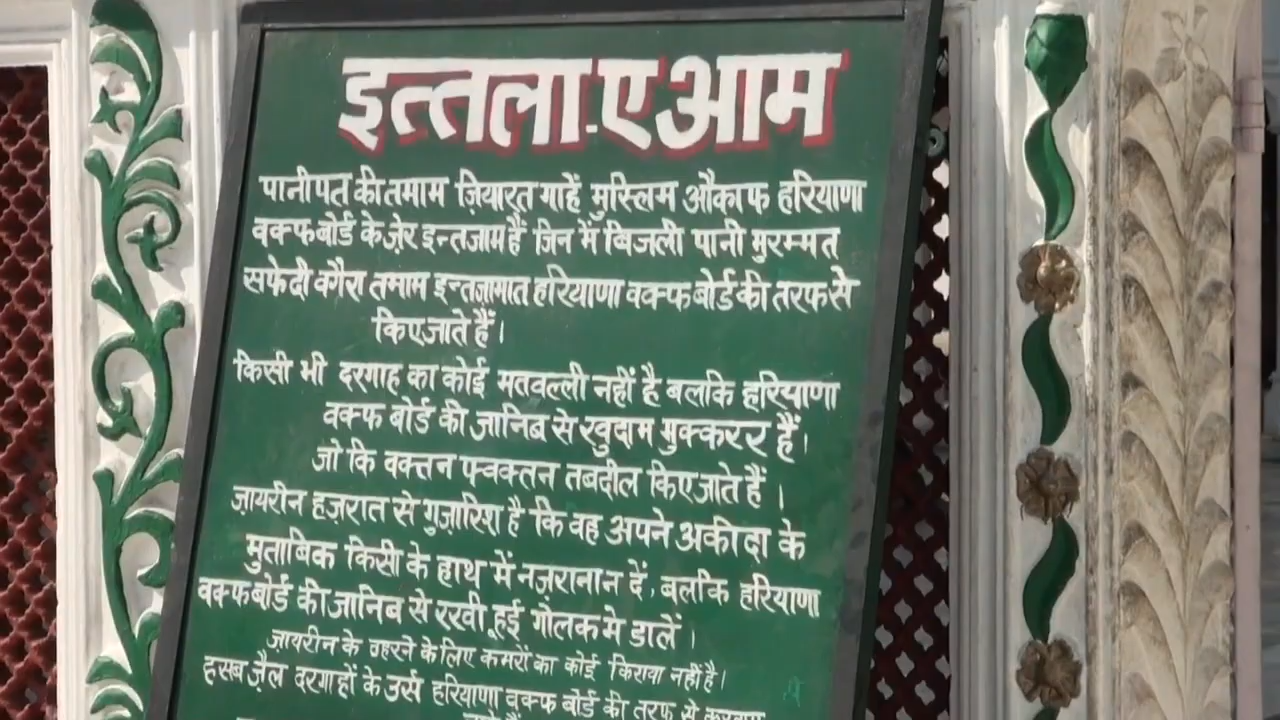 इत्तला-ए आम
पानीपत की तमाम ज़ियारत गाहें मुस्लिम औकाफ हरियाणा
वक्फ बोर्ड के ज़ेर इन्तजाम हैं जिन में बिजली पानी मुरम्मत
सफेदी वगैरा तमाम इन्तजामात हरियाणा वक्फ बोर्ड की तरफ से
किए जाते हैं।
किसी भी दरगाह का कोई मतवल्ली नहीं है बलकि हरियाणा
वक्फ बोर्ड की जानिब से खुदाम मुक्करर हैं।
जो कि वक्तन फ्वक्तन तबदील किए जाते हैं ।
ज़ायरीन हज़रात से गुज़ारिश है कि वह अपने अकीदा के
मुताबिक किसी के हाथ में नज़राना न दें, बलकि हरियाणा
वक्फ बोर्ड की जानिब से रखी हुई गोलक मे डालें ।
ज़ायरीन के ठहरने के लिए कमरों का कोई किराया नहीं है।
हसब ज़ैल दरगाहों के उर्स हरियाणा वक्फ बोर्ड की तरफ से